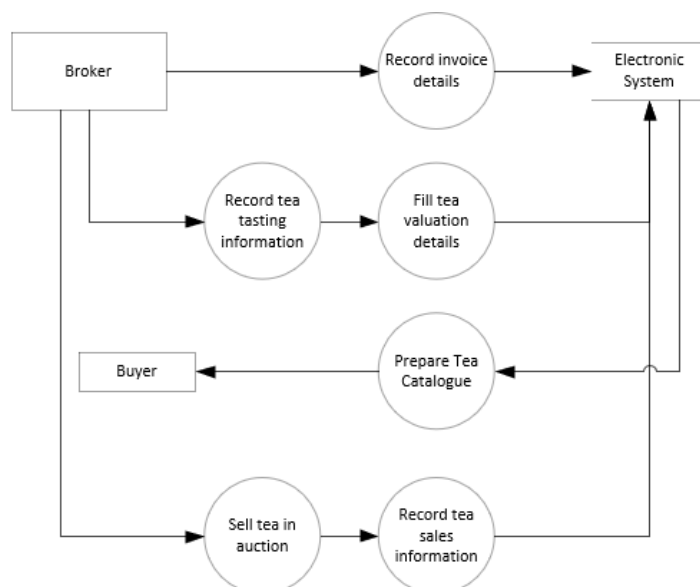 Broker
Record invoice
details
Electronic
System
Record tea
tasting
information
Fill tea
valuation
details
Buyer
Prepare Tea
Catalogue
Sell tea in
auction
Record tea
sales
information